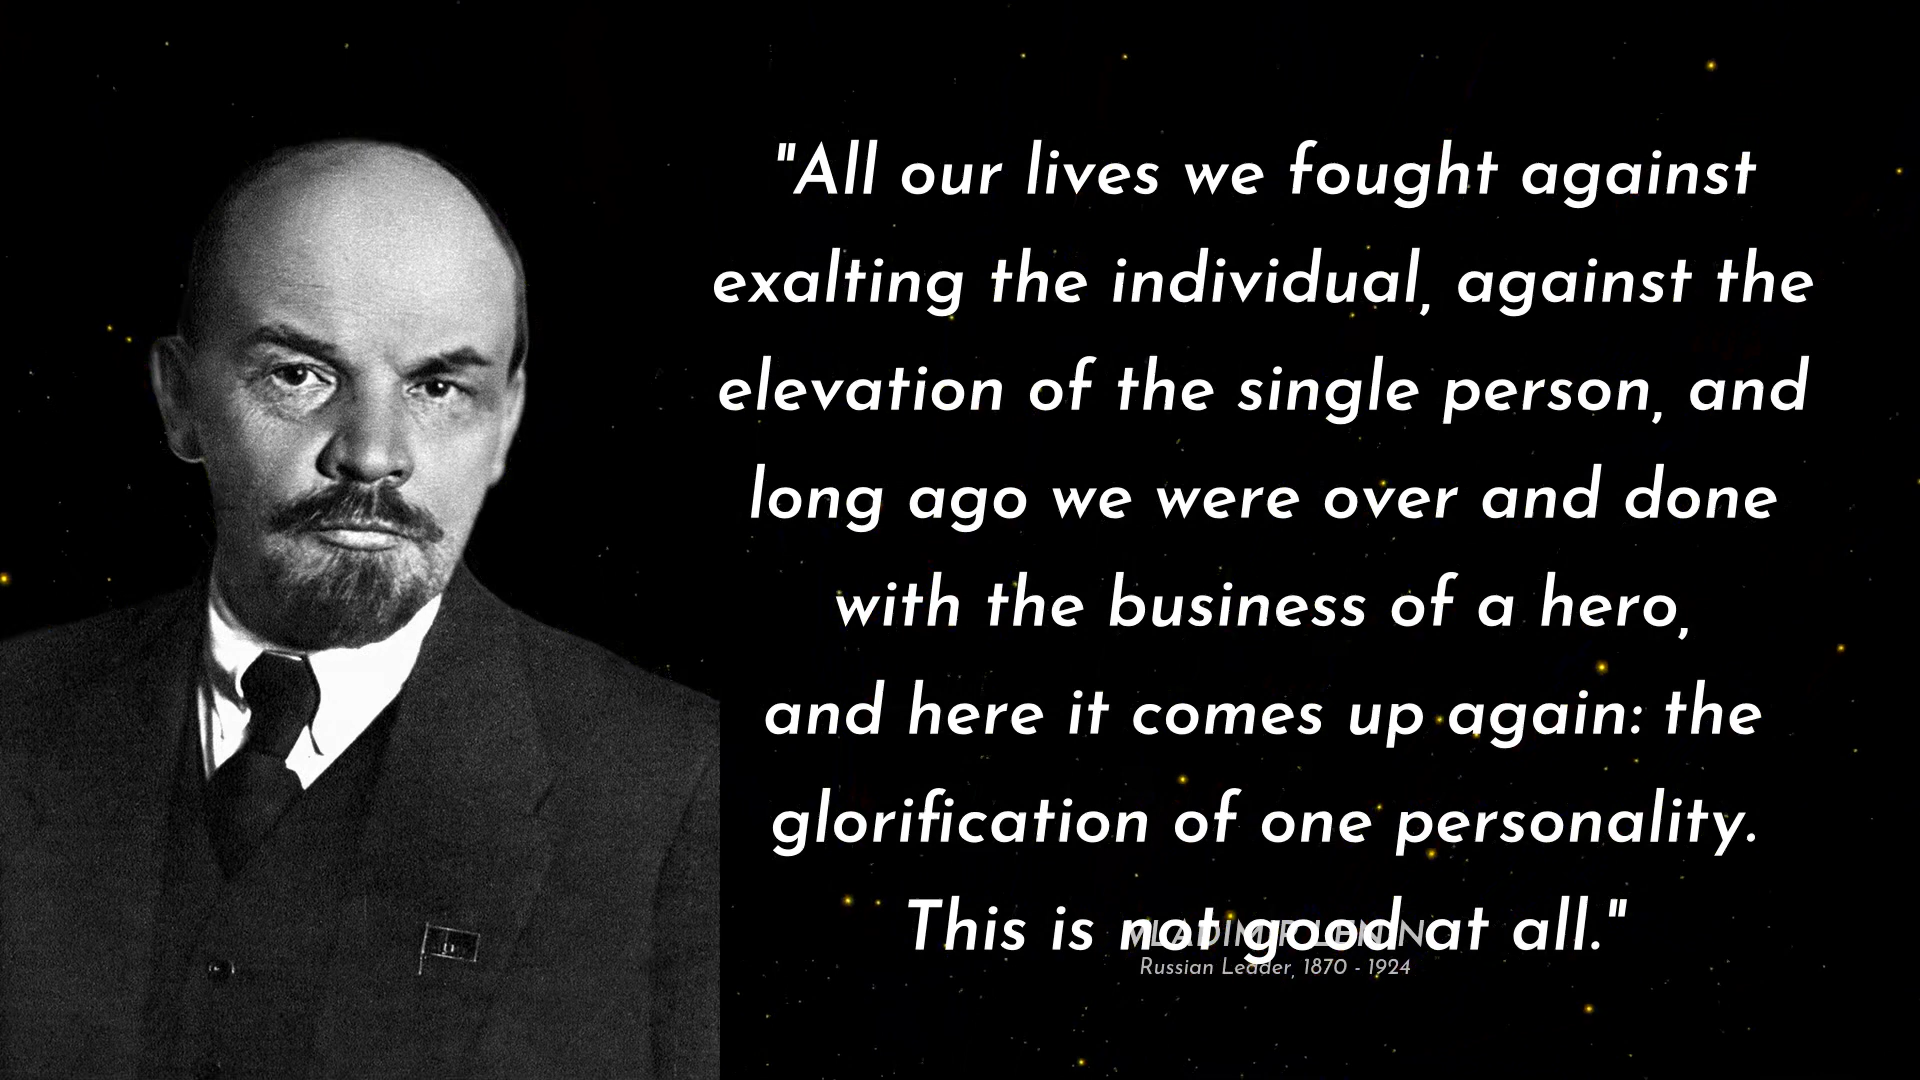 "All our lives we fought against
exalting the individual, against the
elevation of the single person, and
long ago we were over and done
with the business of a hero,
and here it comes up again: the
glorification of one personality.
This is not good at all."
VLADIMIR LENIN
Russian Leader, 1870 - 1924